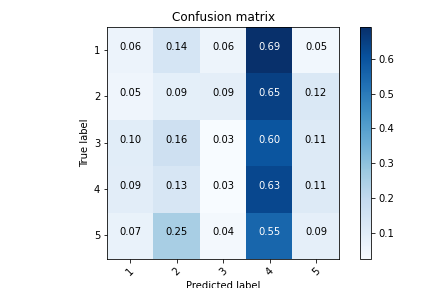 Confusion matrix
True label
1 0.06 0.14 0.06 0.69 0.05
2 0.05 0.09 0.09 0.65 0.12
3 0.10 0.16 0.03 0.60 0.11
4 0.09 0.13 0.03 0.63 0.11
5 0.07 0.25 0.04 0.55 0.09
1 2 3 4 5
Predicted label
0.6
0.5
0.4
0.3
0.2
0.1